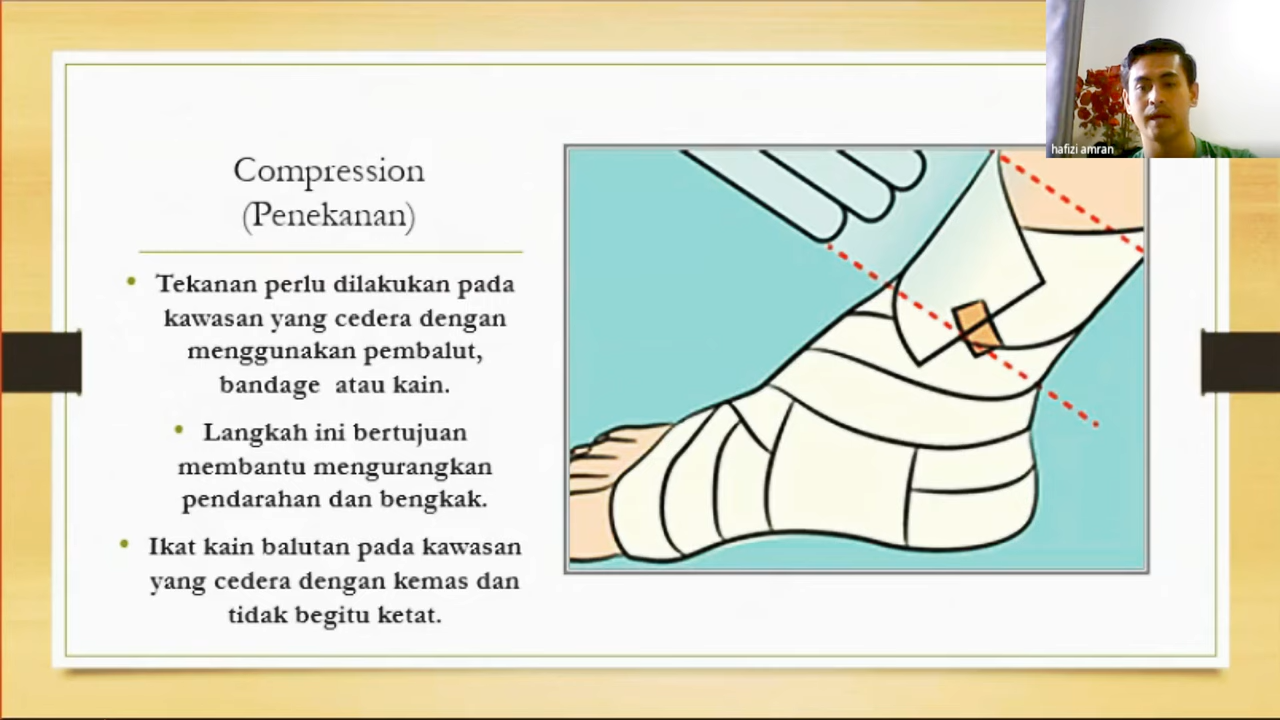 Compression
(Penekanan)
• Tekanan perlu dilakukan pada
kawasan yang cedera dengan
menggunakan pembalut,
bandage atau kain.
• Langkah ini bertujuan
membantu mengurangkan
pendarahan dan bengkak.
• Ikat kain balutan pada kawasan
yang cedera dengan kemas dan
tidak begitu ketat.
hafizi amran